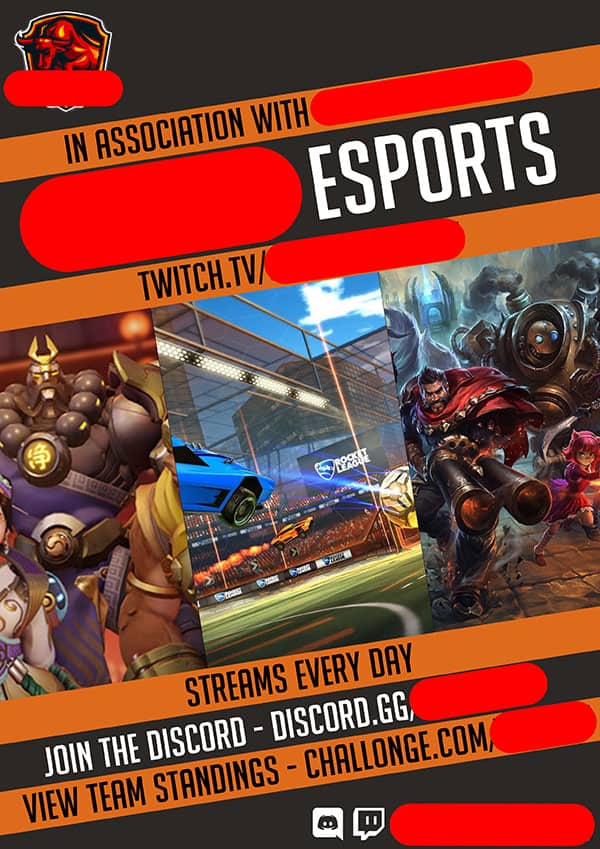 IN ASSOCIATION WITH
ESPORTS
TWITCH.TV/
ROCKET
LEAGUE
STREAMS EVERY DAY
JOIN THE DISCORD - DISCORD.GG/
VIEW TEAM STANDINGS - CHALLONGE.COM/